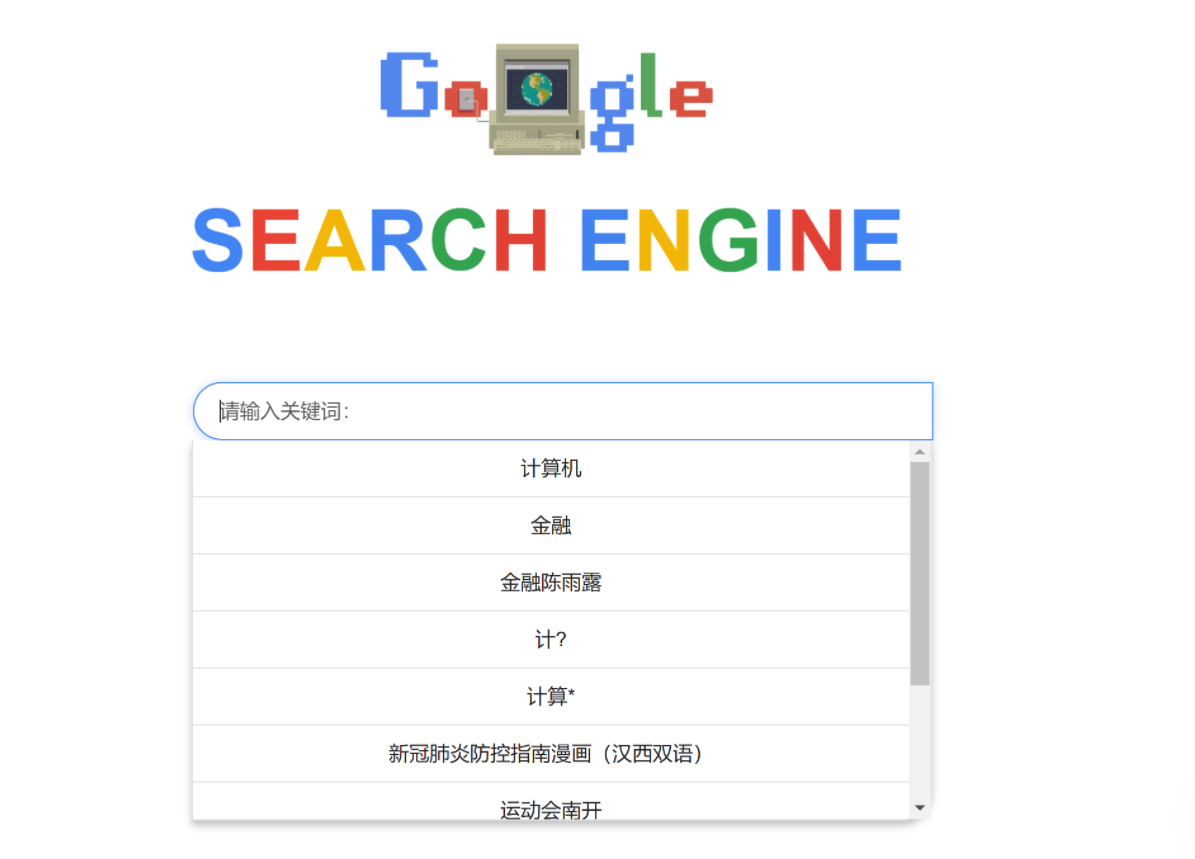 Google
SEARCH ENGINE
请输入关键词：
计算机
金融
金融陈雨露
计?
计算*
新冠肺炎防控指南漫画（汉西双语）
运动会南开